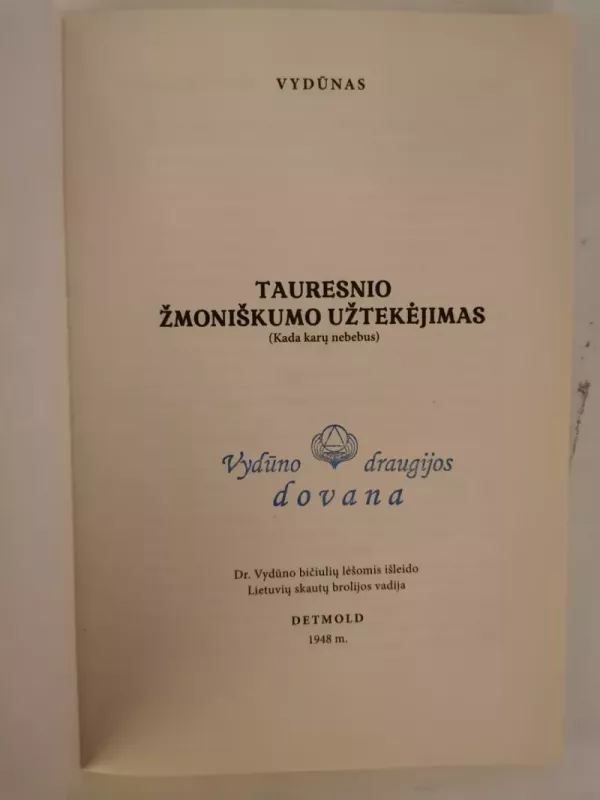 VYDŪNAS
TAURESNIO
ŽMONIŠKUMO UŽTEKĖJIMAS
(Kada karų nebebus)
Vydūno draugijos
dovana
Dr. Vydūno bičiulių lėšomis išleido
Lietuvių skautų brolijos vadija
DETMOLD
1948 m.